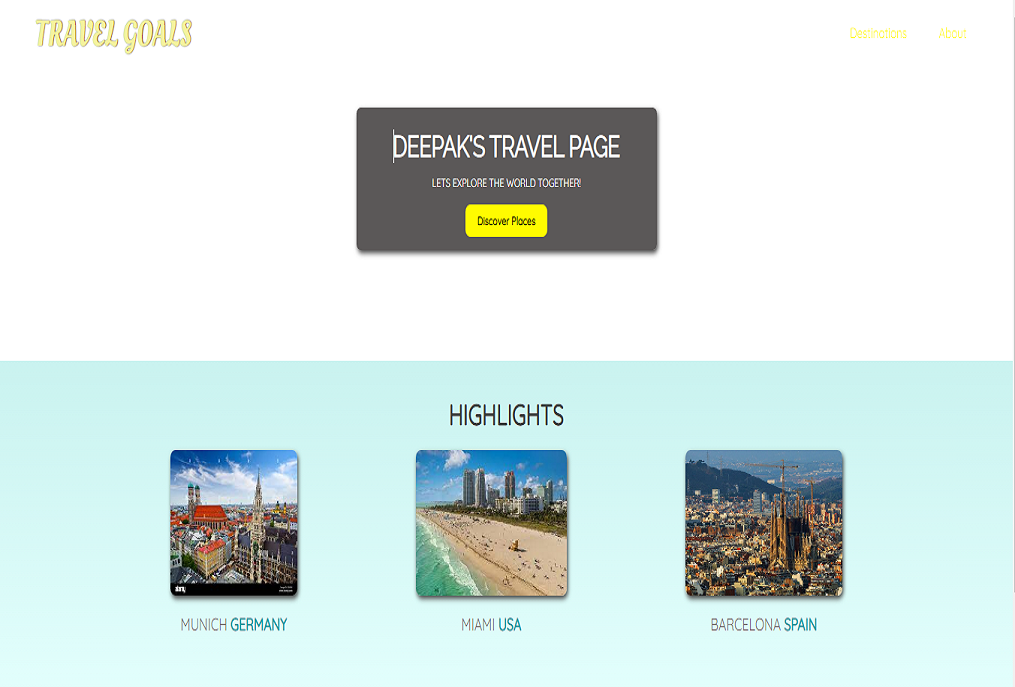 TRAVEL GOALS
Destinations About
DEEPAK'S TRAVEL PAGE
LETS EXPLORE THE WORLD TOGETHER!
Discover Places
HIGHLIGHTS
alamy
MUNICH GERMANY
MIAMI USA
BARCELONA SPAIN